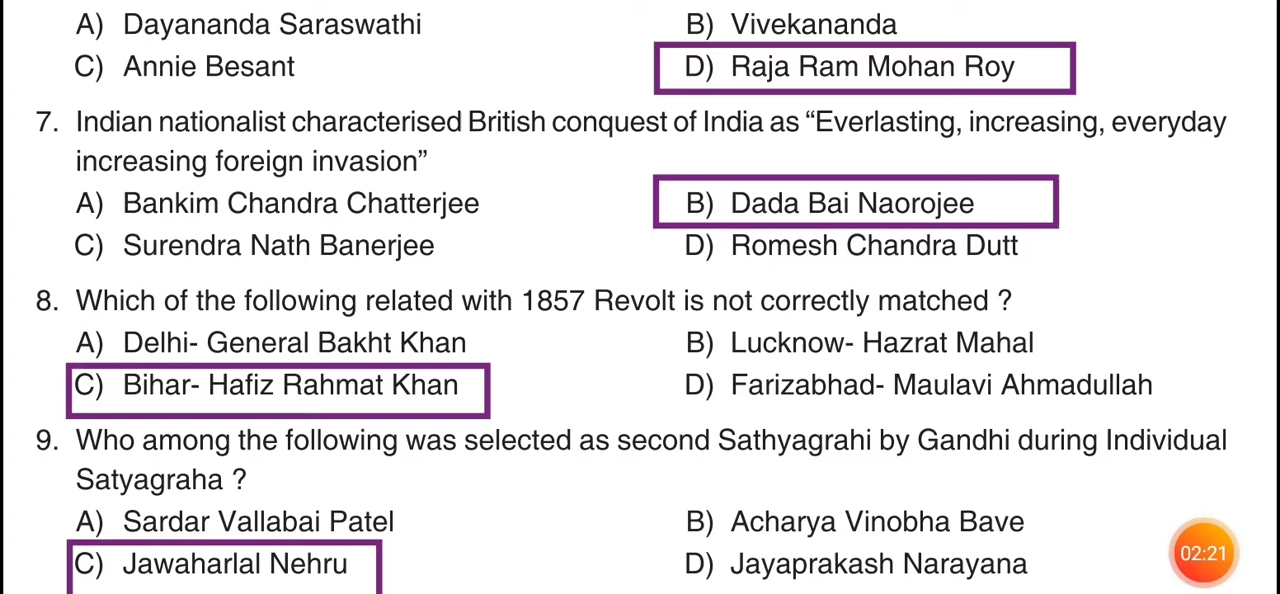 A) Dayananda Saraswathi B) Vivekananda
C) Annie Besant D) Raja Ram Mohan Roy
7. Indian nationalist characterised British conquest of India as “Everlasting, increasing, everyday
increasing foreign invasion”
A) Bankim Chandra Chatterjee B) Dada Bai Naorojee
C) Surendra Nath Banerjee D) Romesh Chandra Dutt
8. Which of the following related with 1857 Revolt is not correctly matched ?
A) Delhi- General Bakht Khan B) Lucknow- Hazrat Mahal
C) Bihar- Hafiz Rahmat Khan D) Farizabhad- Maulavi Ahmadullah
9. Who among the following was selected as second Sathyagrahi by Gandhi during Individual
Satyagraha ?
A) Sardar Vallabai Patel B) Acharya Vinobha Bave
C) Jawaharlal Nehru D) Jayaprakash Narayana
02:21